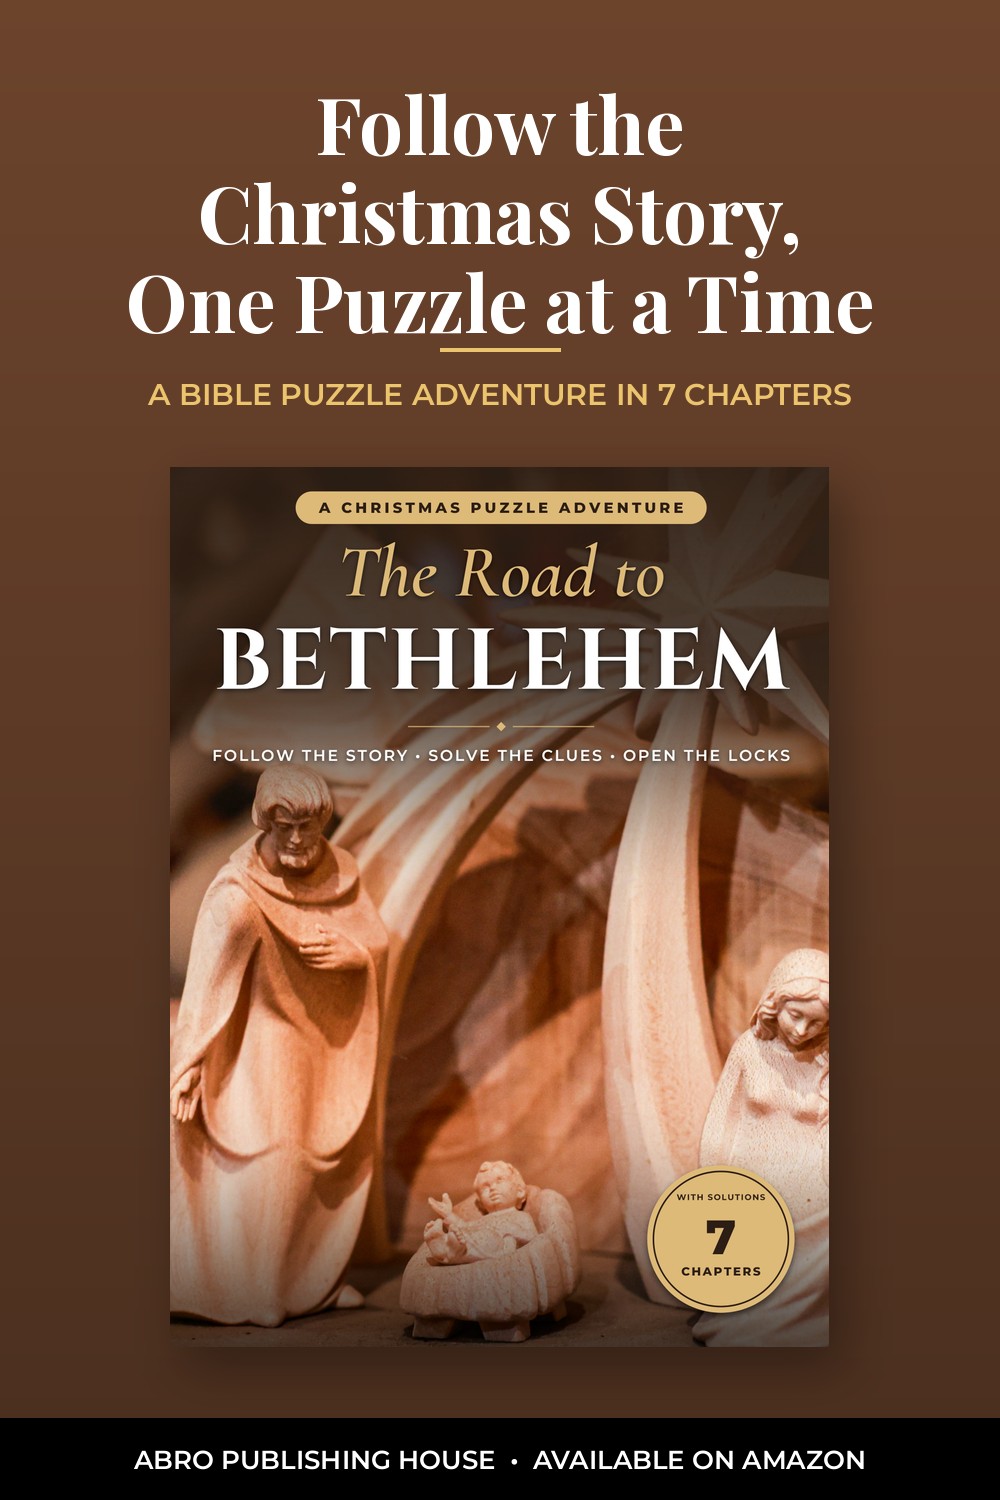 Follow the
Christmas Story,
One Puzzle at a Time
A BIBLE PUZZLE ADVENTURE IN 7 CHAPTERS
A CHRISTMAS PUZZLE ADVENTURE
The Road to
BETHLEHEM
FOLLOW THE STORY • SOLVE THE CLUES • OPEN THE LOCKS
WITH SOLUTIONS
7
CHAPTERS
ABRO PUBLISHING HOUSE • AVAILABLE ON AMAZON